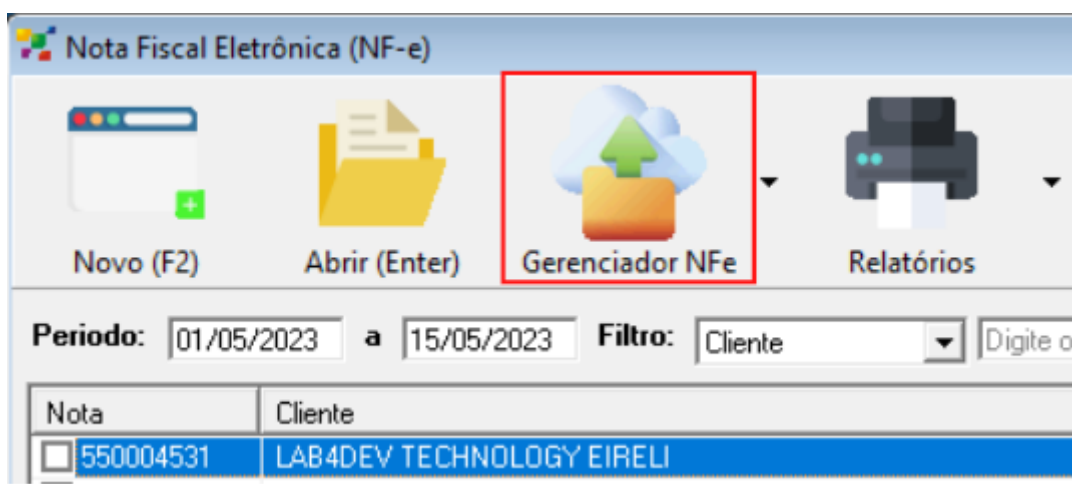 Nota Fiscal Eletrônica (NF-e)
Novo (F2) Abrir (Enter) Gerenciador NFe Relatórios
Periodo: 01/05/2023 a 15/05/2023 Filtro: Cliente Digite o
Nota Cliente
550004531 LAB4DEV TECHNOLOGY EIRELI